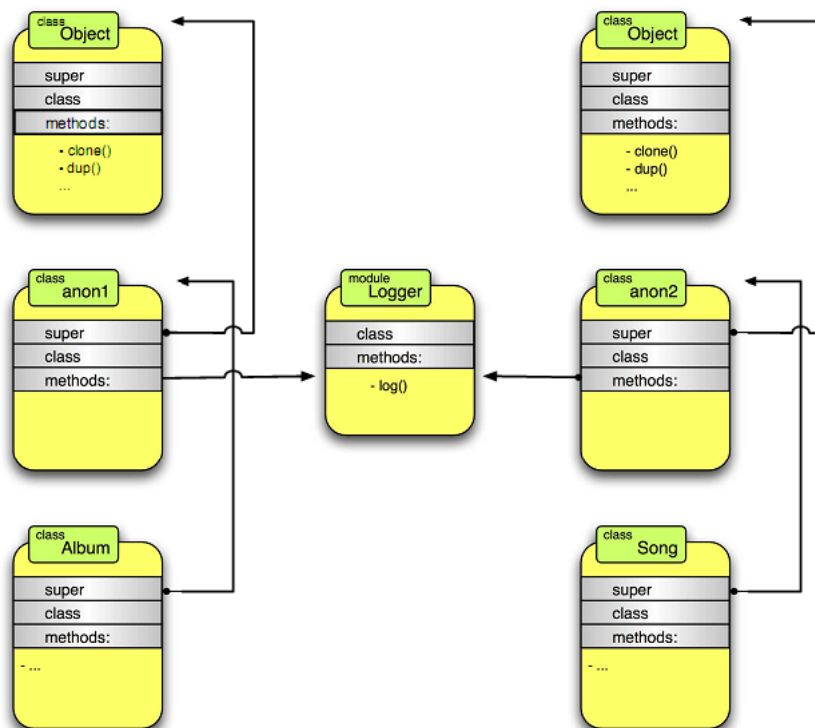 class
Object
super
class
methods:
- clone()
- dup()
...
class
Object
super
class
methods:
- clone()
- dup()
...
class
anon1
super
class
methods:
module
Logger
class
methods:
- log()
class
anon2
super
class
methods:
class
Album
super
class
methods:
- ...
class
Song
super
class
methods:
- ...